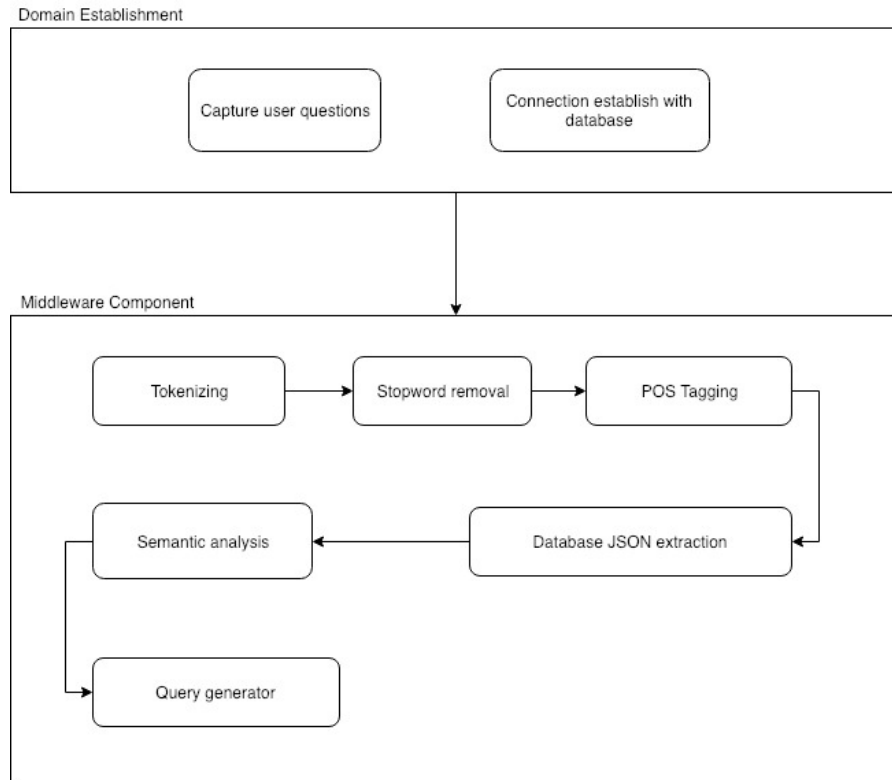 Domain Establishment
Capture user questions
Connection establish with
database
Middleware Component
Tokenizing
Stopword removal
POS Tagging
Semantic analysis
Database JSON extraction
Query generator